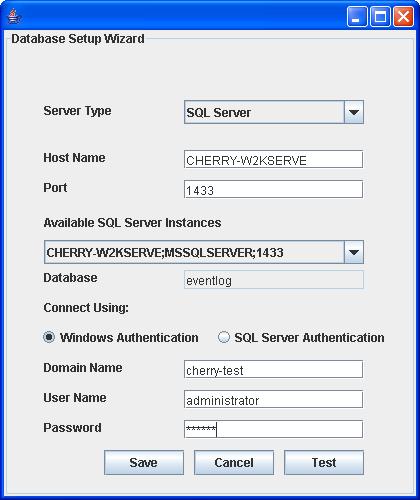 Database Setup Wizard
Server Type SQL Server
Host Name CHERRY-W2KSERVE
Port 1433
Available SQL Server Instances
CHERRY-W2KSERVE;MSSQLSERVER;1433
Database eventlog
Connect Using:
Windows Authentication SQL Server Authentication
Domain Name cherry-test
User Name administrator
Password ******
Save Cancel Test